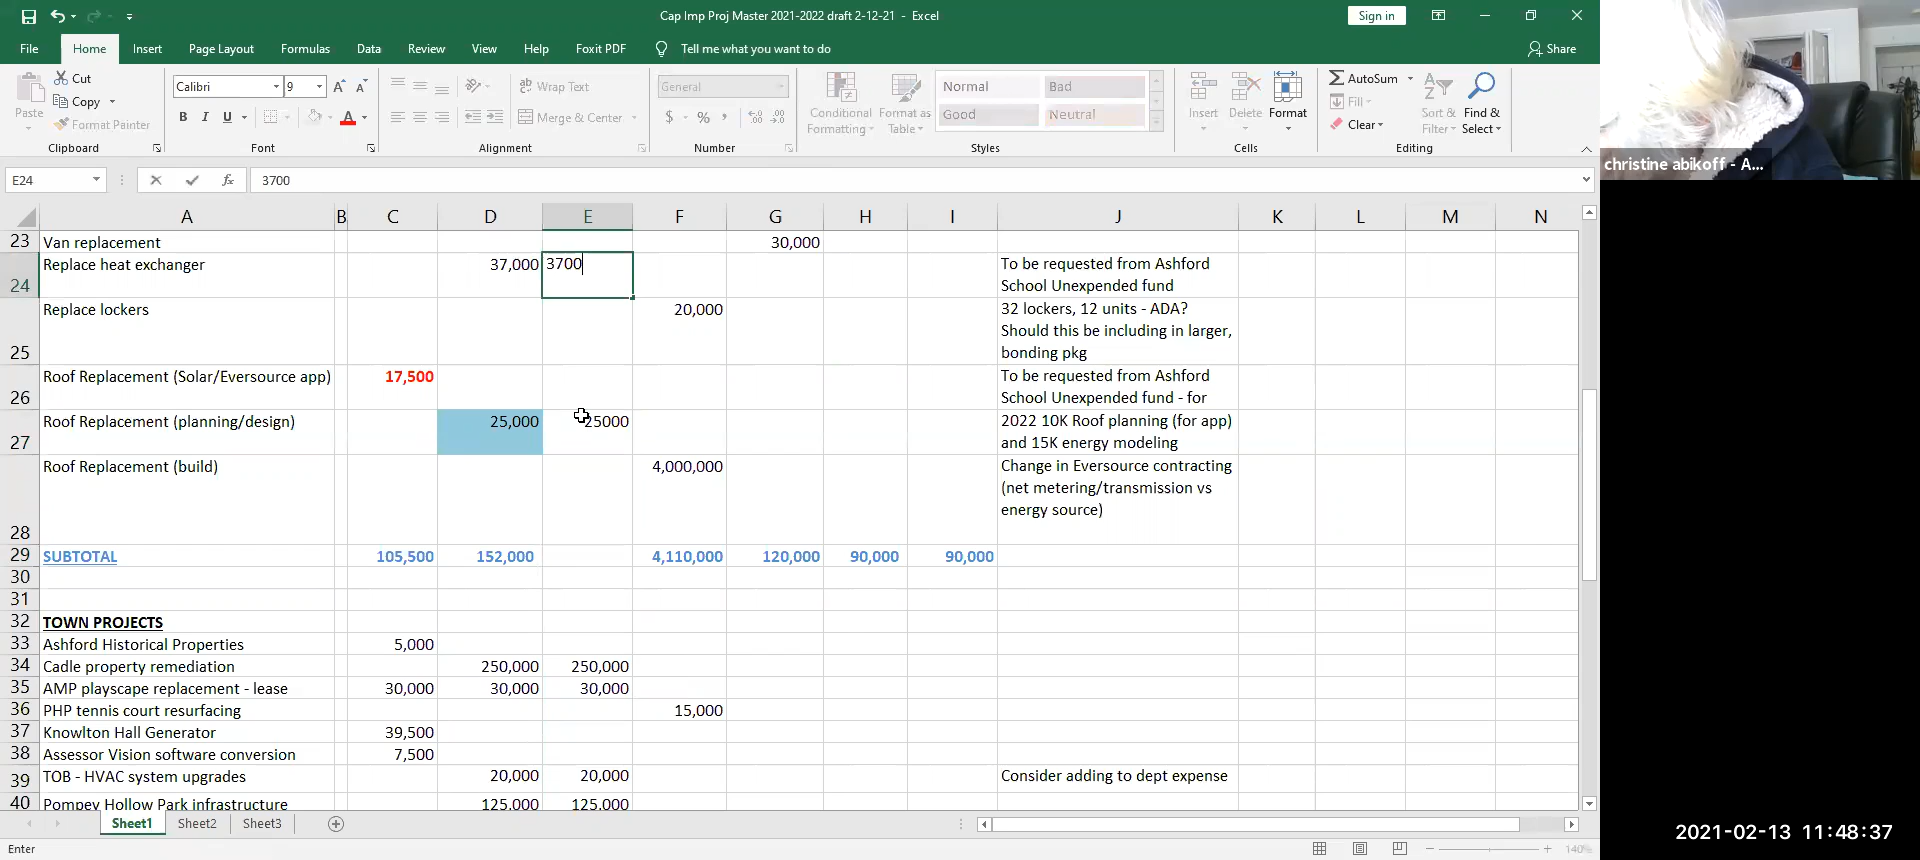 Cap Imp Proj Master 2021-2022 draft 2-12-21 - Excel
Sign in
File Home Insert Page Layout Formulas Data Review View Help Foxit PDF Tell me what you want to do Share
Paste Cut Copy Format Painter Clipboard
Calibri 9 B I U A Font
Wrap Text Merge & Center Alignment
General $ % , Number
Conditional Formatting Format as Table Normal Bad Good Neutral Styles
Insert Delete Format Cells
AutoSum Fill Clear Sort & Filter Find & Select Editing
christine abikoff - A...
E24 fx 3700
A B C D E F G H I J K L M N
23 Van replacement 30,000
24 Replace heat exchanger 37,000 3700 To be requested from Ashford
School Unexpended fund
25 Replace lockers 20,000 32 lockers, 12 units - ADA?
Should this be including in larger,
bonding pkg
26 Roof Replacement (Solar/Eversource app) 17,500 To be requested from Ashford
School Unexpended fund - for
27 Roof Replacement (planning/design) 25,000 25000 2022 10K Roof planning (for app)
and 15K energy modeling
28 Roof Replacement (build) 4,000,000 Change in Eversource contracting
(net metering/transmission vs
energy source)
29 SUBTOTAL 105,500 152,000 4,110,000 120,000 90,000 90,000
30
31
32 TOWN PROJECTS
33 Ashford Historical Properties 5,000
34 Cadle property remediation 250,000 250,000
35 AMP playscape replacement - lease 30,000 30,000 30,000
36 PHP tennis court resurfacing 15,000
37 Knowlton Hall Generator 39,500
38 Assessor Vision software conversion 7,500
39 TOB - HVAC system upgrades 20,000 20,000 Consider adding to dept expense
40 Pompey Hollow Park infrastructure 125,000 125,000
Sheet1 Sheet2 Sheet3
2021-02-13 11:48:37
Enter 140%